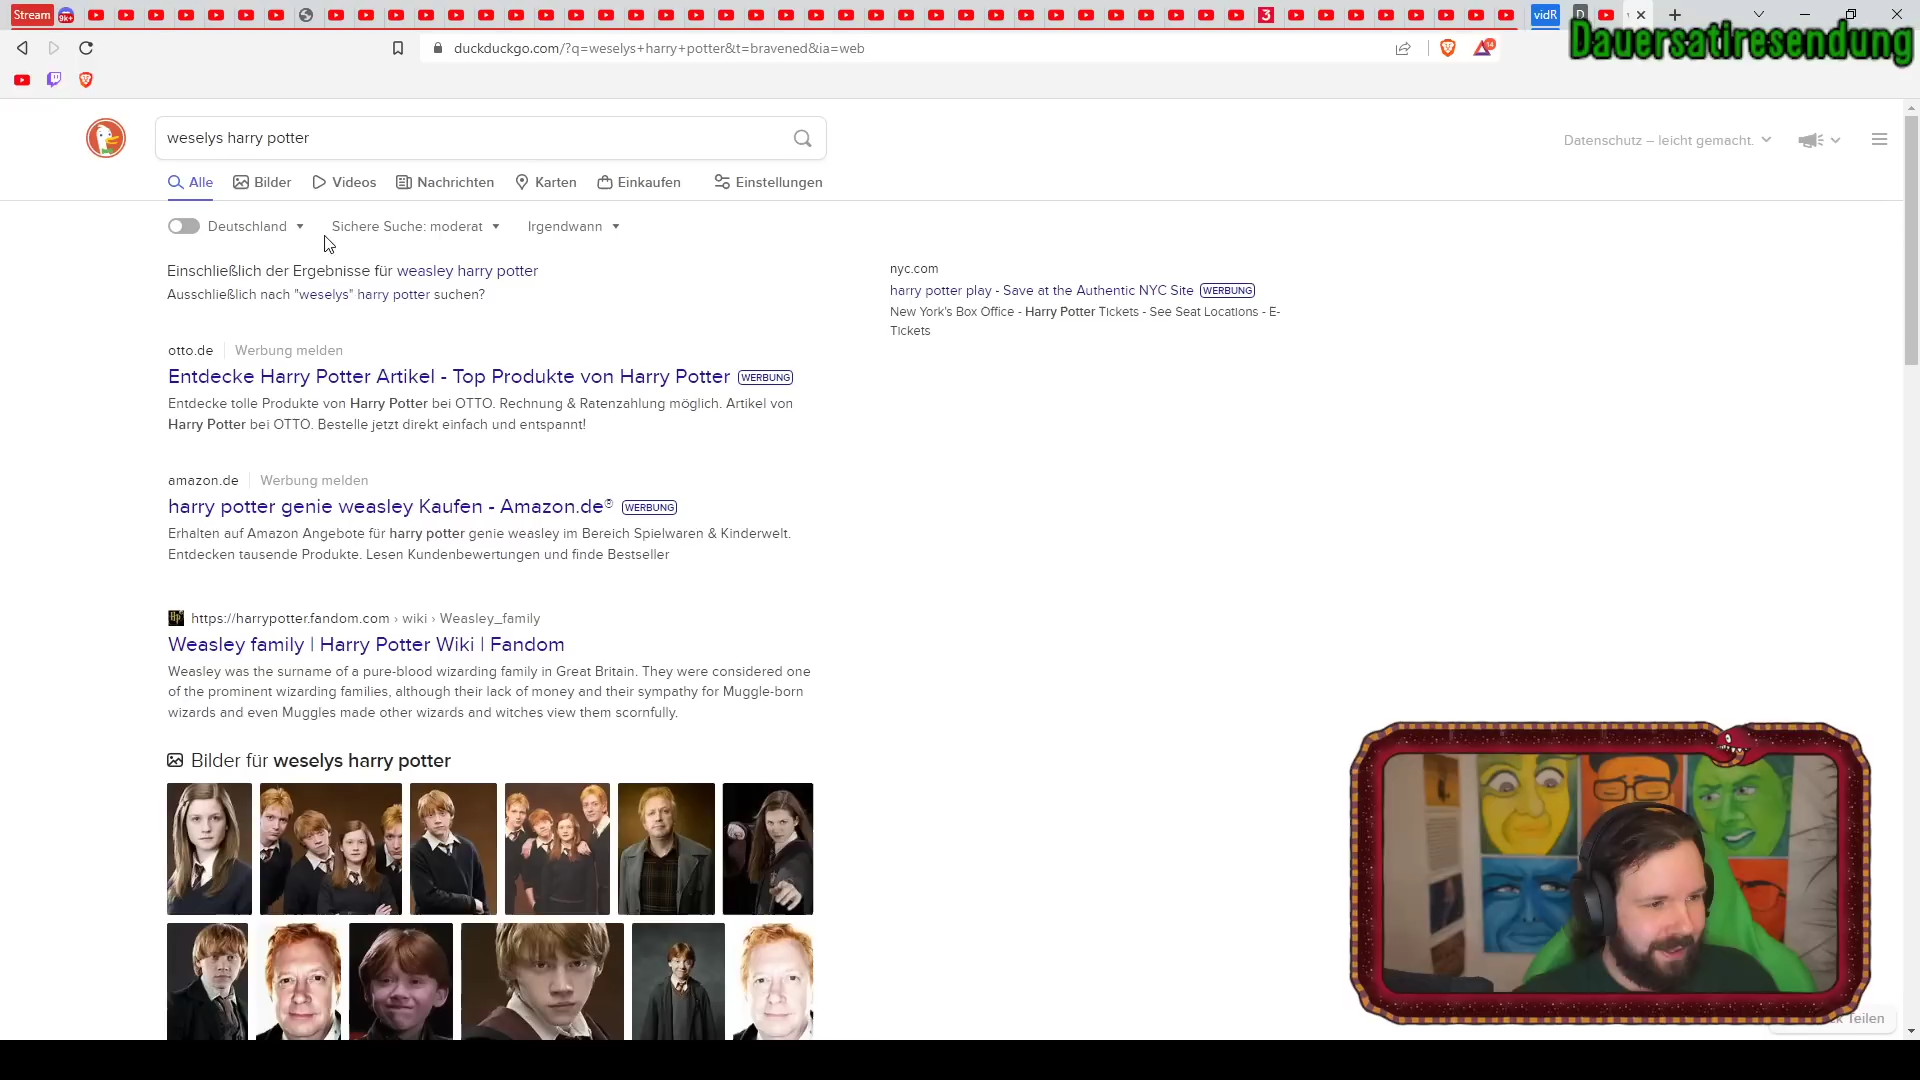 Stream
9k+
3
vidR
D
Dauersatiresendung
duckduckgo.com/?q=weselys+harry+potter&t=bravened&ia=web
14
weselys harry potter
Datenschutz – leicht gemacht.
Alle
Bilder
Videos
Nachrichten
Karten
Einkaufen
Einstellungen
Deutschland
Sichere Suche: moderat
Irgendwann
Einschließlich der Ergebnisse für weasley harry potter
Ausschließlich nach "weselys" harry potter suchen?
nyc.com
harry potter play - Save at the Authentic NYC Site WERBUNG
New York's Box Office - Harry Potter Tickets - See Seat Locations - E-
Tickets
otto.de Werbung melden
Entdecke Harry Potter Artikel - Top Produkte von Harry Potter WERBUNG
Entdecke tolle Produkte von Harry Potter bei OTTO. Rechnung & Ratenzahlung möglich. Artikel von
Harry Potter bei OTTO. Bestelle jetzt direkt einfach und entspannt!
amazon.de Werbung melden
harry potter genie weasley Kaufen - Amazon.de® WERBUNG
Erhalten auf Amazon Angebote für harry potter genie weasley im Bereich Spielwaren & Kinderwelt.
Entdecken tausende Produkte. Lesen Kundenbewertungen und finde Bestseller
https://harrypotter.fandom.com › wiki › Weasley_family
Weasley family | Harry Potter Wiki | Fandom
Weasley was the surname of a pure-blood wizarding family in Great Britain. They were considered one
of the prominent wizarding families, although their lack of money and their sympathy for Muggle-born
wizards and even Muggles made other wizards and witches view them scornfully.
Bilder für weselys harry potter
Teilen